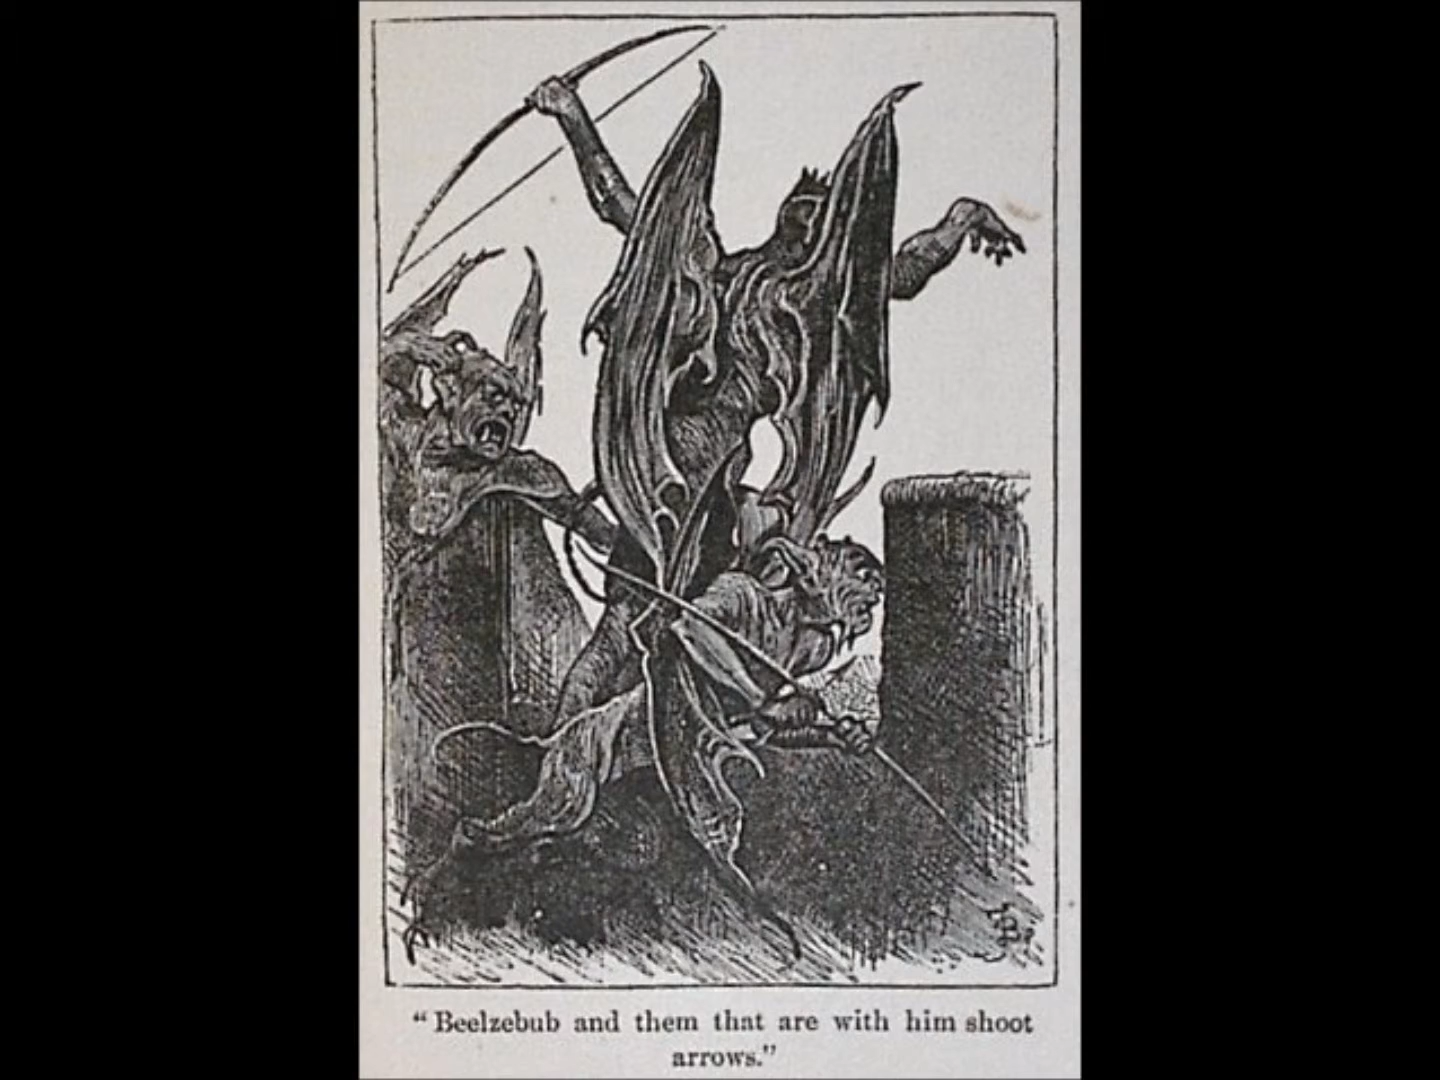 “Beelzebub and them that are with him shoot
arrows.”